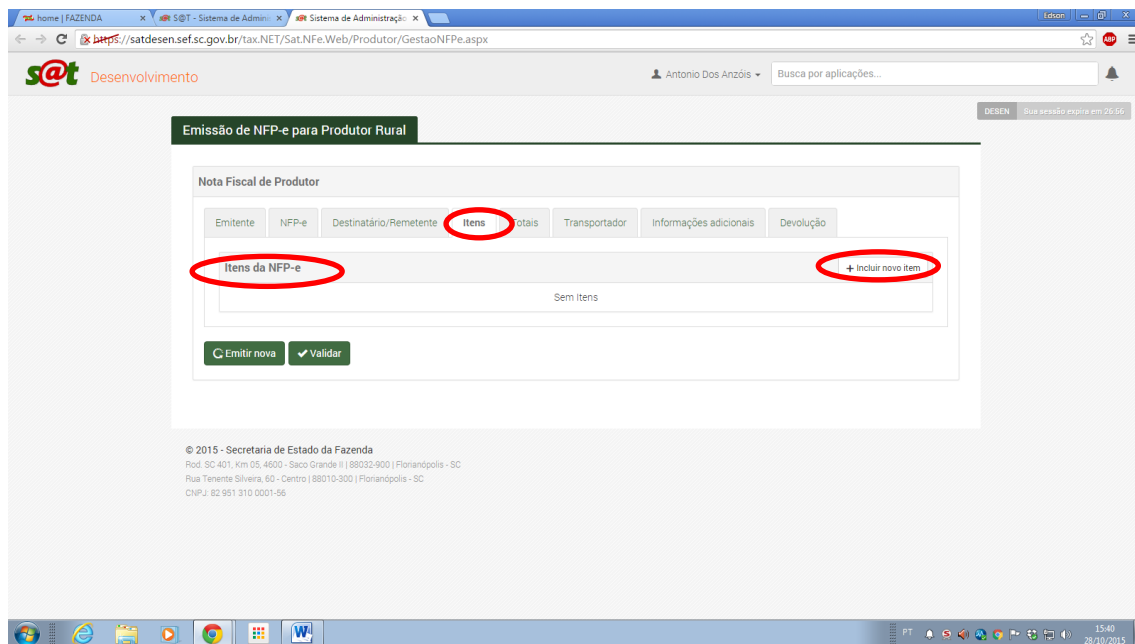 home | FAZENDA
S@T - Sistema de Admini
Sistema de Administração
Edson
https://satdesen.sef.sc.gov.br/tax.NET/Sat.NFe.Web/Produtor/GestaoNFPe.aspx
ABP
s@t Desenvolvimento
Antonio Dos Anzóis
Busca por aplicações...
DESEN Sua sessão expira em 26:56
Emissão de NFP-e para Produtor Rural
Nota Fiscal de Produtor
Emitente NFP-e Destinatário/Remetente Itens Totais Transportador Informações adicionais Devolução
Itens da NFP-e
+ Incluir novo item
Sem Itens
Emitir nova Validar
© 2015 - Secretaria de Estado da Fazenda
Rod. SC 401, Km 05, 4600 - Saco Grande II | 88032-900 | Florianópolis - SC
Rua Tenente Silveira, 60 - Centro | 88010-300 | Florianópolis - SC
CNPJ: 82 951 310 0001-56
PT
15:40
28/10/2015